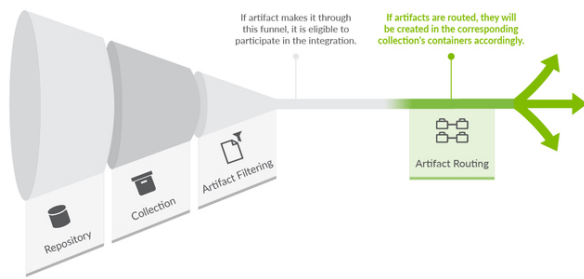 If artifact makes it through
this funnel, it is eligible to
participate in the integration.
If artifacts are routed, they will
be created in the corresponding
collection's containers accordingly.
Repository
Collection
Artifact Filtering
Artifact Routing